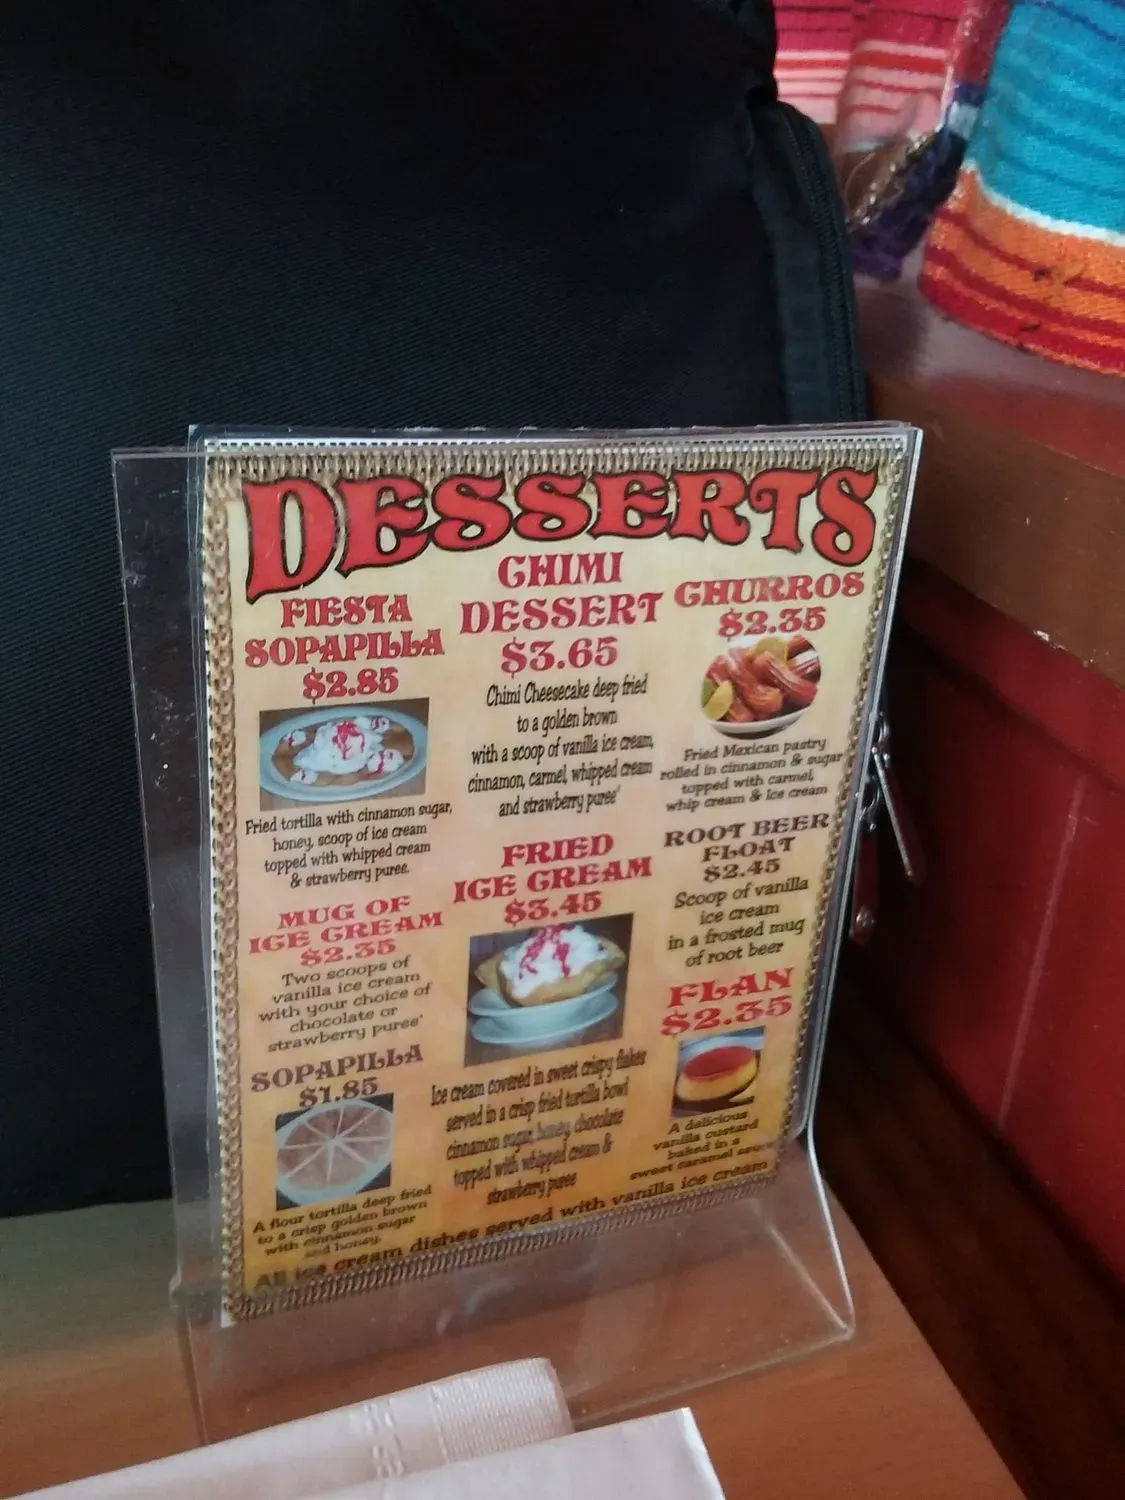 DESSERTS
FIESTA
SOPAPILLA
$2.85
Fried tortilla with cinnamon sugar,
honey, scoop of ice cream
topped with whipped cream
& strawberry puree.
MUG OF
ICE CREAM
$2.35
Two scoops of
vanilla ice cream
with your choice of
chocolate or
strawberry puree'
SOPAPILLA
$1.85
A flour tortilla deep fried
to a crisp golden brown
with cinnamon sugar
and honey.
CHIMI
DESSERT
$3.65
Chimi Cheesecake deep fried
to a golden brown
with a scoop of vanilla ice cream,
cinnamon, carmel, whipped cream
and strawberry puree'
FRIED
ICE CREAM
$3.45
Ice cream covered in sweet crispy flakes
served in a crisp fried tortilla bowl
cinnamon sugar, honey, chocolate
topped with whipped cream &
strawberry puree
CHURROS
$2.35
Fried Mexican pastry
rolled in cinnamon & sugar
topped with carmel,
whip cream & ice cream
ROOT BEER
FLOAT
$2.45
Scoop of vanilla
ice cream
in a frosted mug
of root beer
FLAN
$2.35
A delicious
vanilla custard
baked in a
sweet caramel
All ice cream dishes served with vanilla ice cream